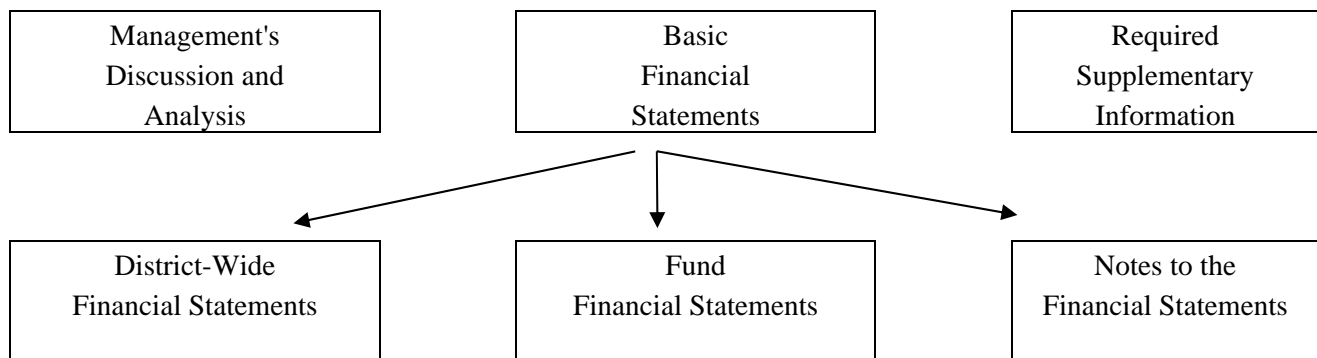 Management's
Discussion and
Analysis
Basic
Financial
Statements
Required
Supplementary
Information
District-Wide
Financial Statements
Fund
Financial Statements
Notes to the
Financial Statements